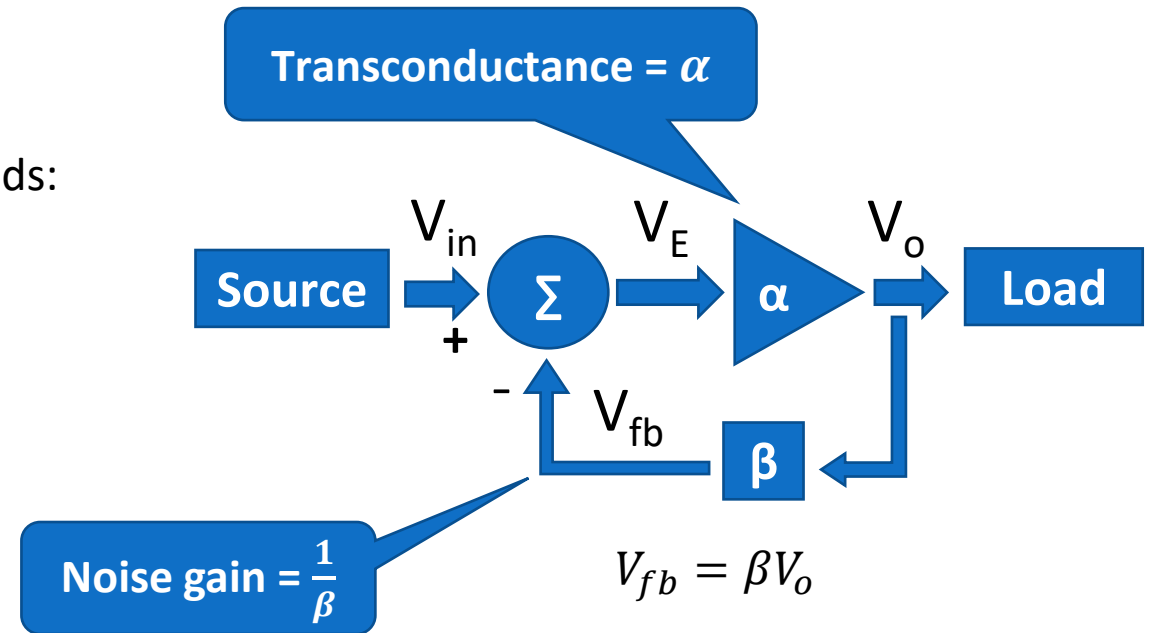 Transconductance = α
ds:
V_in
V_E
V_o
Source
Σ
α
Load
+
-
V_fb
β
Noise gain = 1/β
V_fb = βV_o